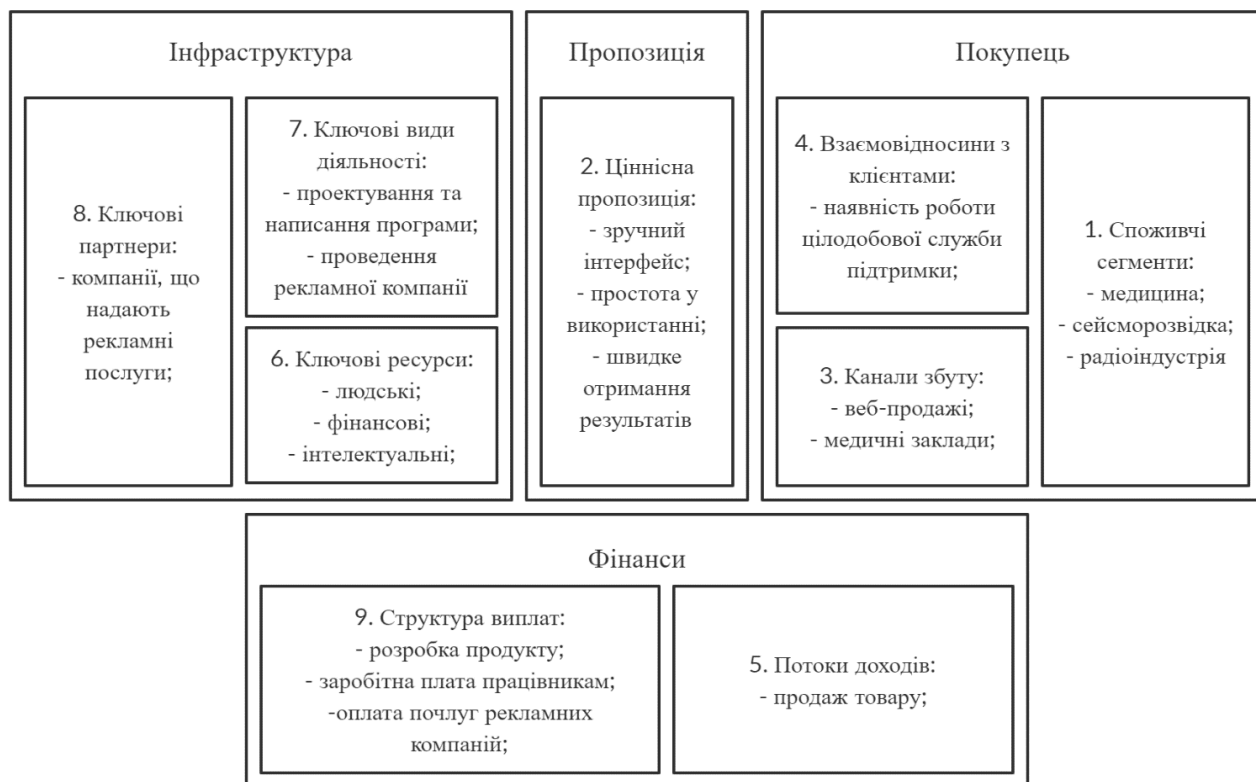 Інфраструктура
8. Ключові
партнери:
- компанії, що
надають
рекламні
послуги;
7. Ключові види
діяльності:
- проектування та
написання програми;
- проведення
рекламної компанії
6. Ключові ресурси:
- людські;
- фінансові;
- інтелектуальні;
Пропозиція
2. Ціннісна
пропозиція:
- зручний
інтерфейс;
- простота у
використанні;
- швидке
отримання
результатів
Покупець
4. Взаємовідносини з
клієнтами:
- наявність роботи
цілодобової служби
підтримки;
3. Канали збуту:
- веб-продажі;
- медичні заклади;
1. Споживчі
сегменти:
- медицина;
- сейсморозвідка;
- радіоіндустрія
Фінанси
9. Структура виплат:
- розробка продукту;
- заробітна плата працівникам;
-оплата почлуг рекламних
компаній;
5. Потоки доходів:
- продаж товару;